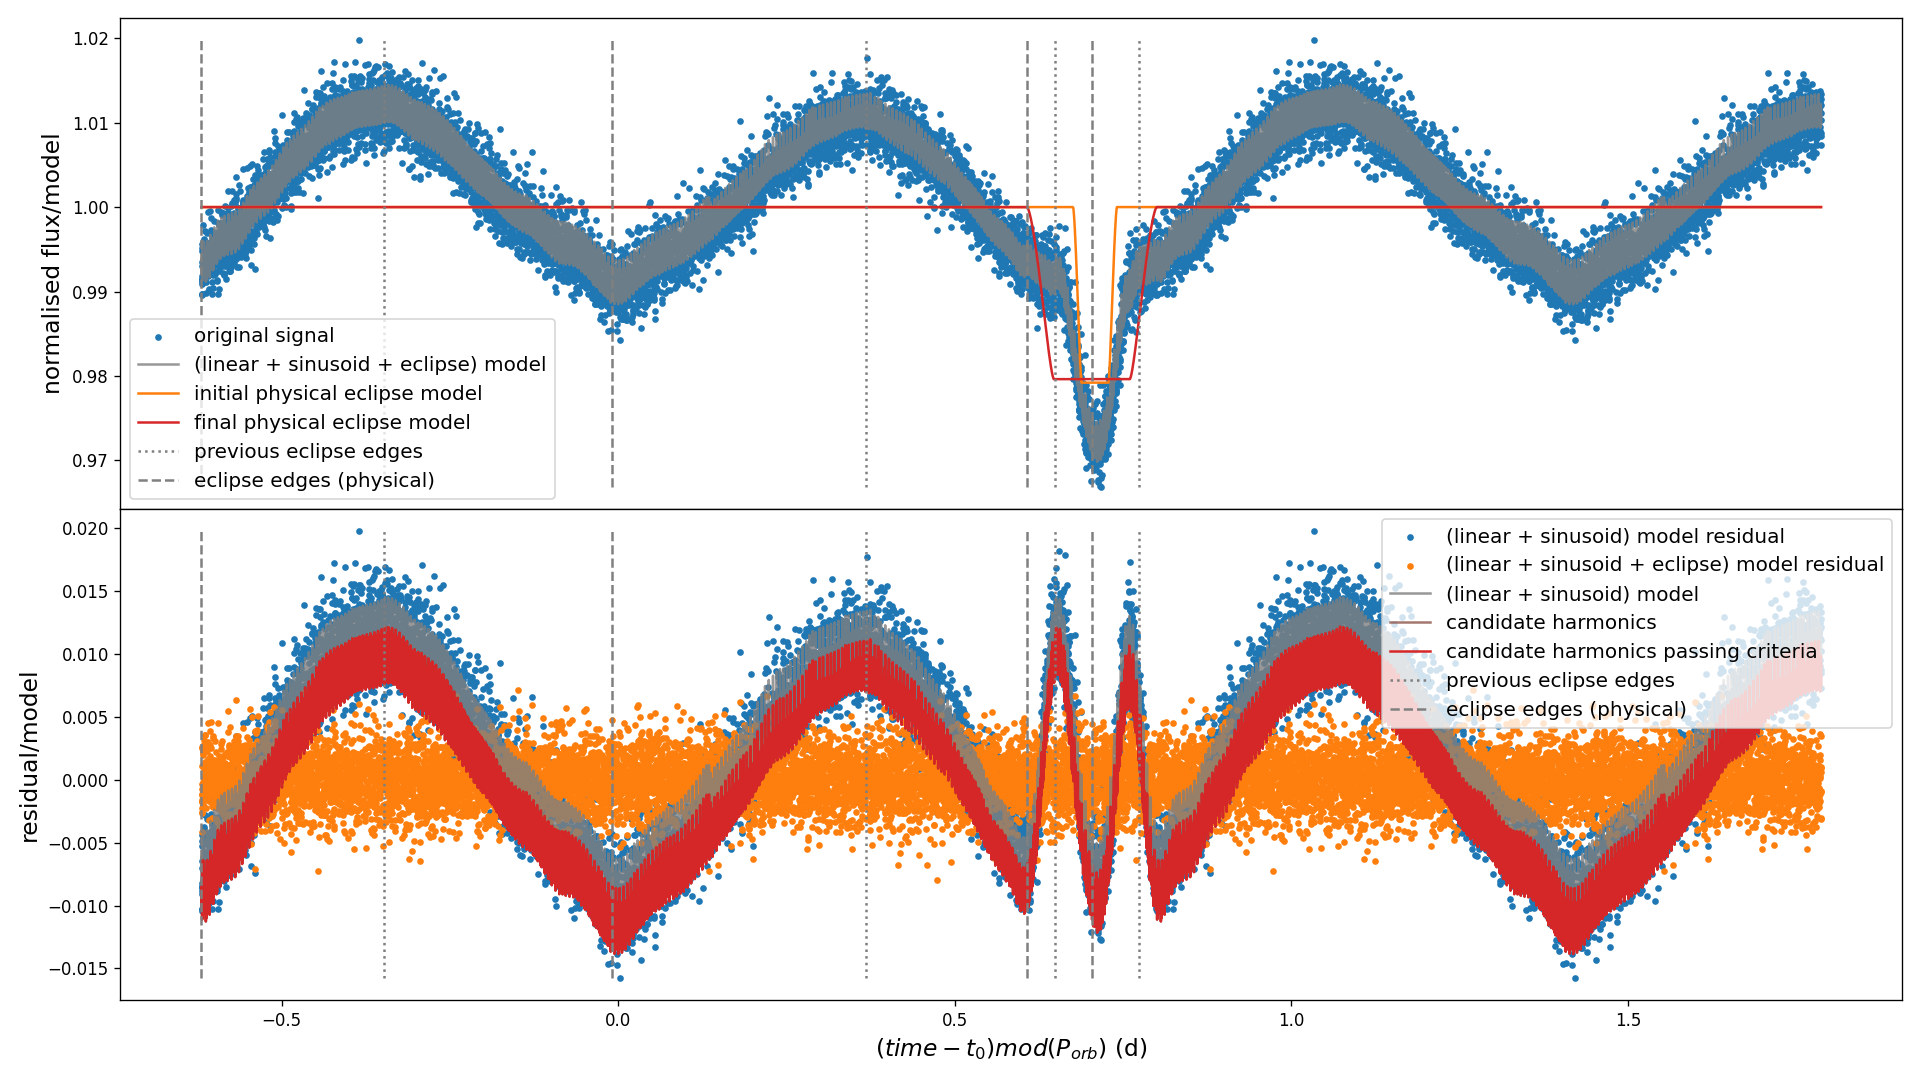 1.02
1.01
1.00
0.99
0.98
0.97
normalised flux/model
original signal
(linear + sinusoid + eclipse) model
initial physical eclipse model
final physical eclipse model
previous eclipse edges
eclipse edges (physical)
0.020
0.015
0.010
0.005
0.000
−0.005
−0.010
−0.015
residual/model
(linear + sinusoid) model residual
(linear + sinusoid + eclipse) model residual
(linear + sinusoid) model
candidate harmonics
candidate harmonics passing criteria
previous eclipse edges
eclipse edges (physical)
−0.5 0.0 0.5 1.0 1.5
(time − t₀)mod(Pₒᵣb) (d)